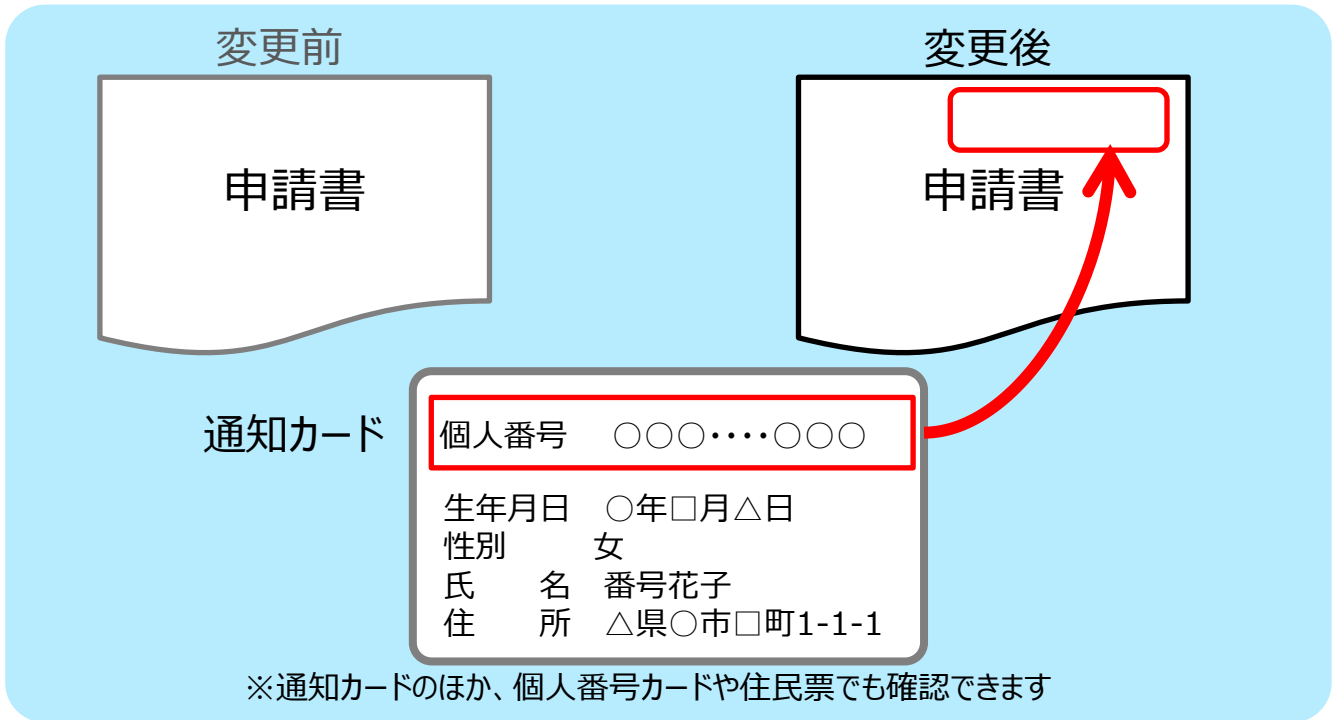 変更前
変更後
申請書
申請書
通知カード
個人番号　○○○・・・・○○○
生年月日　○年□月△日
性別　　　女
氏　　名　番号花子
住　　所　△県○市□町1-1-1
※通知カードのほか、個人番号カードや住民票でも確認できます